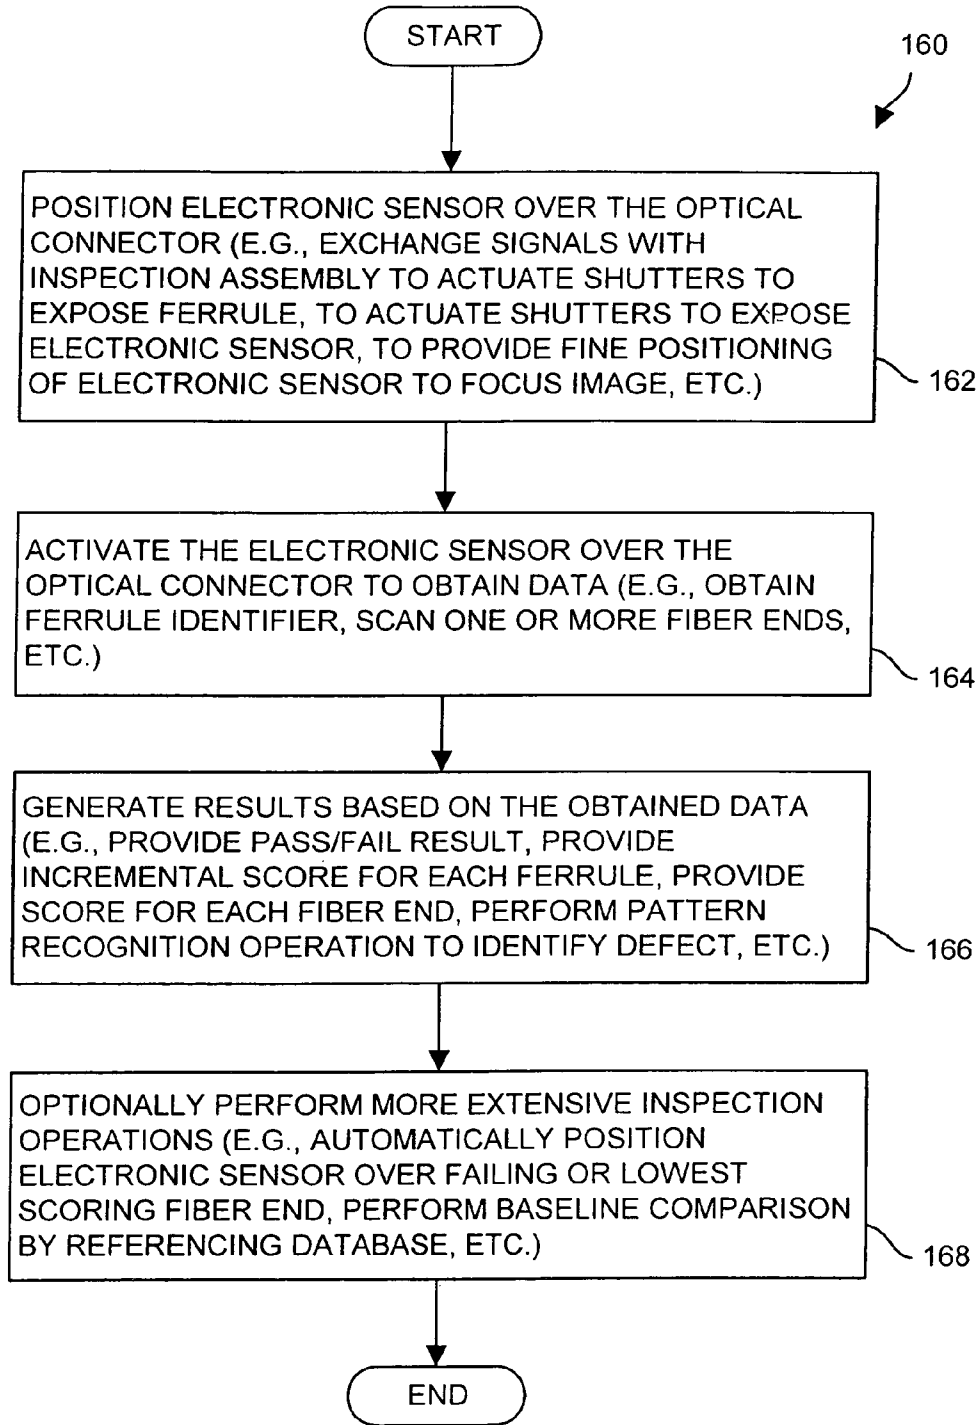 START
160
POSITION ELECTRONIC SENSOR OVER THE OPTICAL
CONNECTOR (E.G., EXCHANGE SIGNALS WITH
INSPECTION ASSEMBLY TO ACTUATE SHUTTERS TO
EXPOSE FERRULE, TO ACTUATE SHUTTERS TO EXPOSE
ELECTRONIC SENSOR, TO PROVIDE FINE POSITIONING
OF ELECTRONIC SENSOR TO FOCUS IMAGE, ETC.)
162
ACTIVATE THE ELECTRONIC SENSOR OVER THE
OPTICAL CONNECTOR TO OBTAIN DATA (E.G., OBTAIN
FERRULE IDENTIFIER, SCAN ONE OR MORE FIBER ENDS,
ETC.)
164
GENERATE RESULTS BASED ON THE OBTAINED DATA
(E.G., PROVIDE PASS/FAIL RESULT, PROVIDE
INCREMENTAL SCORE FOR EACH FERRULE, PROVIDE
SCORE FOR EACH FIBER END, PERFORM PATTERN
RECOGNITION OPERATION TO IDENTIFY DEFECT, ETC.)
166
OPTIONALLY PERFORM MORE EXTENSIVE INSPECTION
OPERATIONS (E.G., AUTOMATICALLY POSITION
ELECTRONIC SENSOR OVER FAILING OR LOWEST
SCORING FIBER END, PERFORM BASELINE COMPARISON
BY REFERENCING DATABASE, ETC.)
168
END